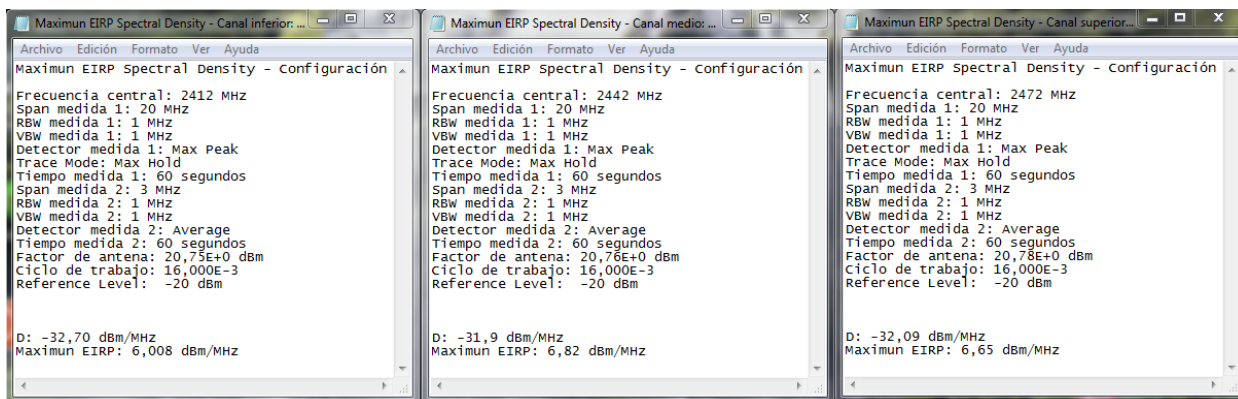 Maximun EIRP Spectral Density - Canal inferior: ...
Archivo Edición Formato Ver Ayuda
Maximun EIRP Spectral Density - Configuración
Frecuencia central: 2412 MHz
Span medida 1: 20 MHz
RBW medida 1: 1 MHz
VBW medida 1: 1 MHz
Detector medida 1: Max Peak
Trace Mode: Max Hold
Tiempo medida 1: 60 segundos
Span medida 2: 3 MHz
RBW medida 2: 1 MHz
VBW medida 2: 1 MHz
Detector medida 2: Average
Tiempo medida 2: 60 segundos
Factor de antena: 20,75E+0 dBm
Ciclo de trabajo: 16,000E-3
Reference Level: -20 dBm
D: -32,70 dBm/MHz
Maximun EIRP: 6,008 dBm/MHz
Maximun EIRP Spectral Density - Canal medio: ...
Archivo Edición Formato Ver Ayuda
Maximun EIRP Spectral Density - Configuración
Frecuencia central: 2442 MHz
Span medida 1: 20 MHz
RBW medida 1: 1 MHz
VBW medida 1: 1 MHz
Detector medida 1: Max Peak
Trace Mode: Max Hold
Tiempo medida 1: 60 segundos
Span medida 2: 3 MHz
RBW medida 2: 1 MHz
VBW medida 2: 1 MHz
Detector medida 2: Average
Tiempo medida 2: 60 segundos
Factor de antena: 20,76E+0 dBm
Ciclo de trabajo: 16,000E-3
Reference Level: -20 dBm
D: -31,9 dBm/MHz
Maximun EIRP: 6,82 dBm/MHz
Maximun EIRP Spectral Density - Canal superior...
Archivo Edición Formato Ver Ayuda
Maximun EIRP Spectral Density - Configuración
Frecuencia central: 2472 MHz
Span medida 1: 20 MHz
RBW medida 1: 1 MHz
VBW medida 1: 1 MHz
Detector medida 1: Max Peak
Trace Mode: Max Hold
Tiempo medida 1: 60 segundos
Span medida 2: 3 MHz
RBW medida 2: 1 MHz
VBW medida 2: 1 MHz
Detector medida 2: Average
Tiempo medida 2: 60 segundos
Factor de antena: 20,78E+0 dBm
Ciclo de trabajo: 16,000E-3
Reference Level: -20 dBm
D: -32,09 dBm/MHz
Maximun EIRP: 6,65 dBm/MHz